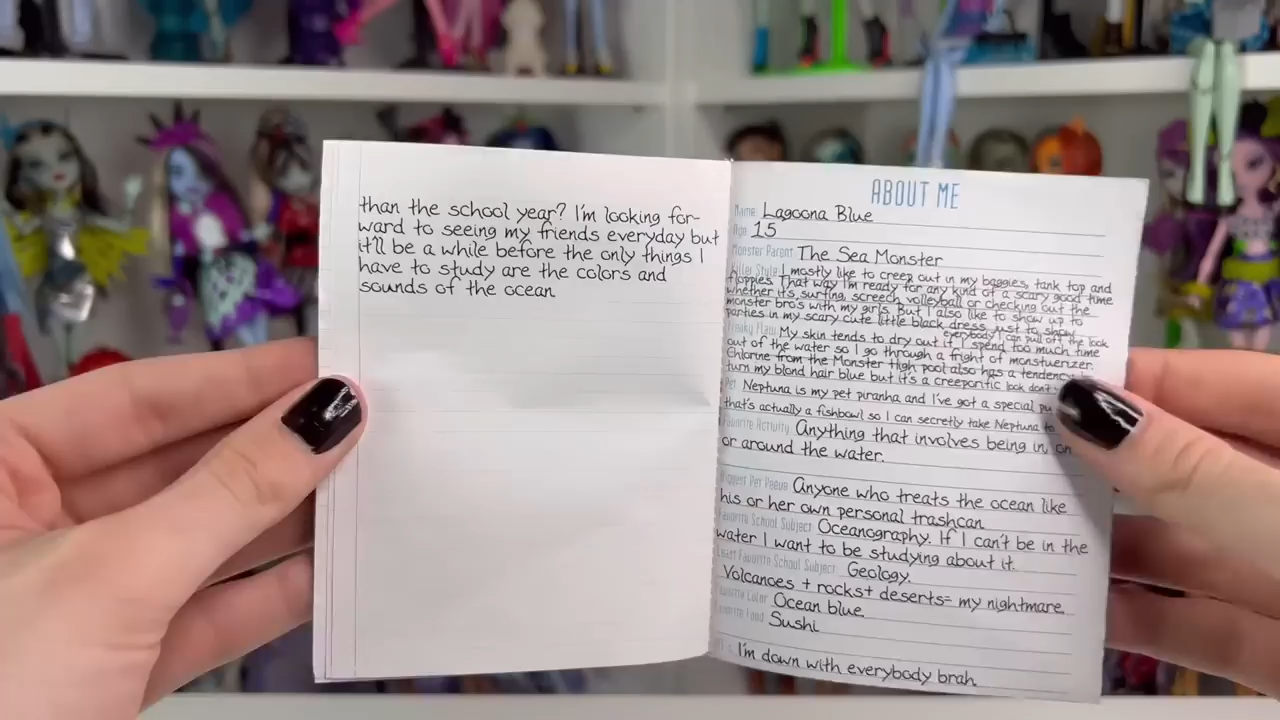 than the school year? I'm looking for-
ward to seeing my friends everyday but
it'll be a while before the only things I
have to study are the colors and
sounds of the ocean
ABOUT ME
Name Lagoona Blue
Age 15
Monster Parent The Sea Monster
Killer Style I mostly like to creep out in my baggies, tank top and
floppies. That way I'm ready for any kind of a scary good time
whether it's surfing, screech volleyball or checking out the
monster bro's with my girls. But I also like to show up to
parties in my scary cute little black dress just to show
everybody I can pull off the look
Freaky Flaw My skin tends to dry out if I spend too much time
out of the water so I go through a fright of monsturizer.
Chlorine from the Monster High pool also has a tendency
turn my blond hair blue but it's a creeporific look don't
Pet Neptuna is my pet piranha and I've got a special
that's actually a fishbowl so I can secretly take Neptuna to
Favorite Activity Anything that involves being in, on
or around the water.
Biggest Pet Peeve Anyone who treats the ocean like
his or her own personal trashcan
Favorite School Subject Oceanography. If I can't be in the
water I want to be studying about it.
Least Favorite School Subject Geology.
Volcanoes + rocks+ deserts= my nightmare
Favorite Color Ocean blue
Favorite Food Sushi
I'm down with everybody brah